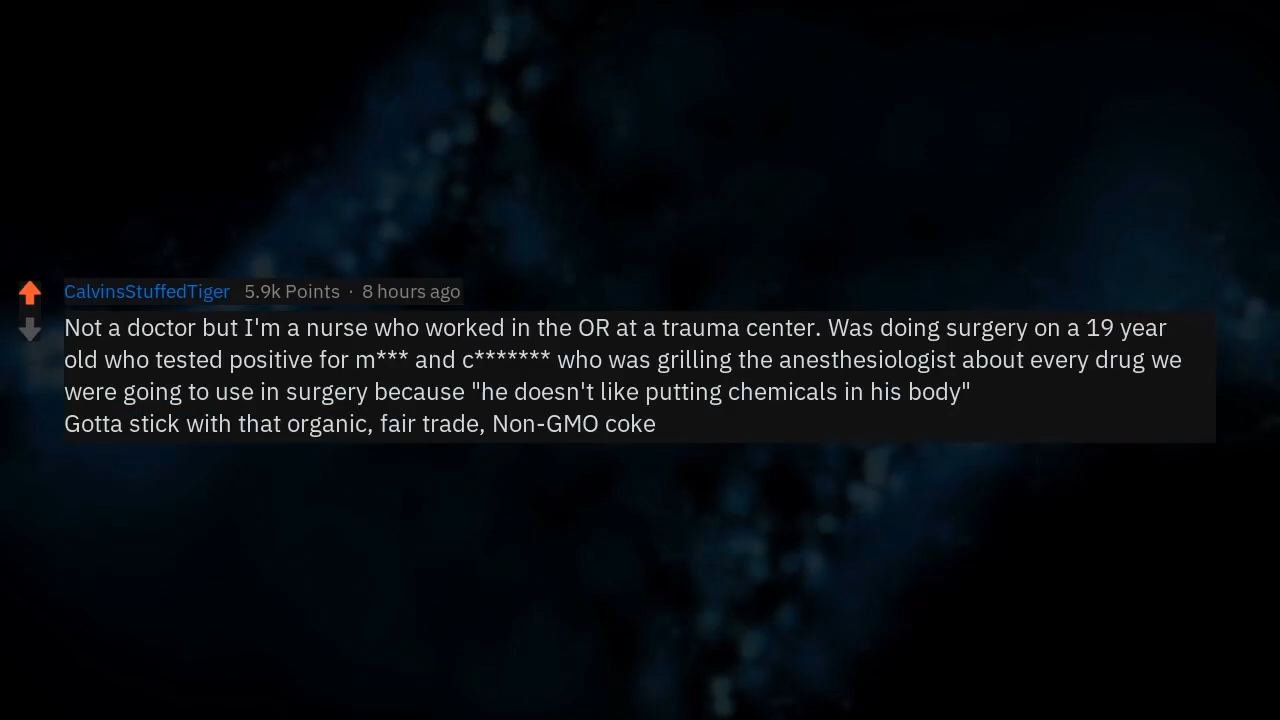 CalvinsStuffedTiger 5.9k Points · 8 hours ago
Not a doctor but I'm a nurse who worked in the OR at a trauma center. Was doing surgery on a 19 year
old who tested positive for m*** and c******* who was grilling the anesthesiologist about every drug we
were going to use in surgery because "he doesn't like putting chemicals in his body"
Gotta stick with that organic, fair trade, Non-GMO coke